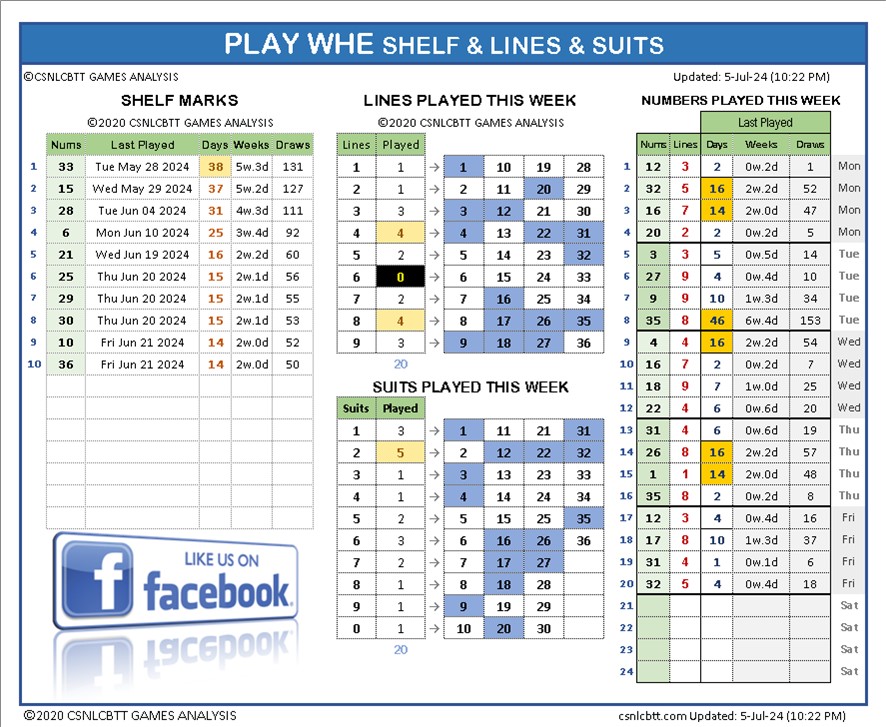 PLAY WHE SHELF & LINES & SUITS
©CSNLCBTT GAMES ANALYSIS
Updated: 5-Jul-24 (10:22 PM)
SHELF MARKS
©2020 CSNLCBTT GAMES ANALYSIS
Nums Last Played Days Weeks Draws
1 33 Tue May 28 2024 38 5w.3d 131
2 15 Wed May 29 2024 37 5w.2d 127
3 28 Tue Jun 04 2024 31 4w.3d 111
4 6 Mon Jun 10 2024 25 3w.4d 92
5 21 Wed Jun 19 2024 16 2w.2d 60
6 25 Thu Jun 20 2024 15 2w.1d 56
7 29 Thu Jun 20 2024 15 2w.1d 55
8 30 Thu Jun 20 2024 15 2w.1d 53
9 10 Fri Jun 21 2024 14 2w.0d 52
10 36 Fri Jun 21 2024 14 2w.0d 50
LIKE US ON
f facebook
LINES PLAYED THIS WEEK
©2020 CSNLCBTT GAMES ANALYSIS
Lines Played
1 1 → 1 10 19 28
2 1 → 2 11 20 29
3 3 → 3 12 21 30
4 4 → 4 13 22 31
5 2 → 5 14 23 32
6 0 → 6 15 24 33
7 2 → 7 16 25 34
8 4 → 8 17 26 35
9 3 → 9 18 27 36
20
SUITS PLAYED THIS WEEK
Suits Played
1 3 → 1 11 21 31
2 5 → 2 12 22 32
3 1 → 3 13 23 33
4 1 → 4 14 24 34
5 2 → 5 15 25 35
6 3 → 6 16 26 36
7 2 → 7 17 27
8 1 → 8 18 28
9 1 → 9 19 29
0 1 → 10 20 30
20
NUMBERS PLAYED THIS WEEK
Last Played
Nums Lines Days Weeks Draws
1 12 3 2 0w.2d 1 Mon
2 32 5 16 2w.2d 52 Mon
3 16 7 14 2w.0d 47 Mon
4 20 2 2 0w.2d 5 Mon
5 3 3 5 0w.5d 14 Tue
6 27 9 4 0w.4d 10 Tue
7 9 9 10 1w.3d 34 Tue
8 35 8 46 6w.4d 153 Tue
9 4 4 16 2w.2d 54 Wed
10 16 7 2 0w.2d 7 Wed
11 18 9 7 1w.0d 25 Wed
12 22 4 6 0w.6d 20 Wed
13 31 4 6 0w.6d 19 Thu
14 26 8 16 2w.2d 57 Thu
15 1 1 14 2w.0d 48 Thu
16 35 8 2 0w.2d 8 Thu
17 12 3 4 0w.4d 16 Fri
18 17 8 10 1w.3d 37 Fri
19 31 4 1 0w.1d 6 Fri
20 32 5 4 0w.4d 18 Fri
21 Sat
22 Sat
23 Sat
24 Sat
©2020 CSNLCBTT GAMES ANALYSIS
csnlcbtt.com Updated: 5-Jul-24 (10:22 PM)